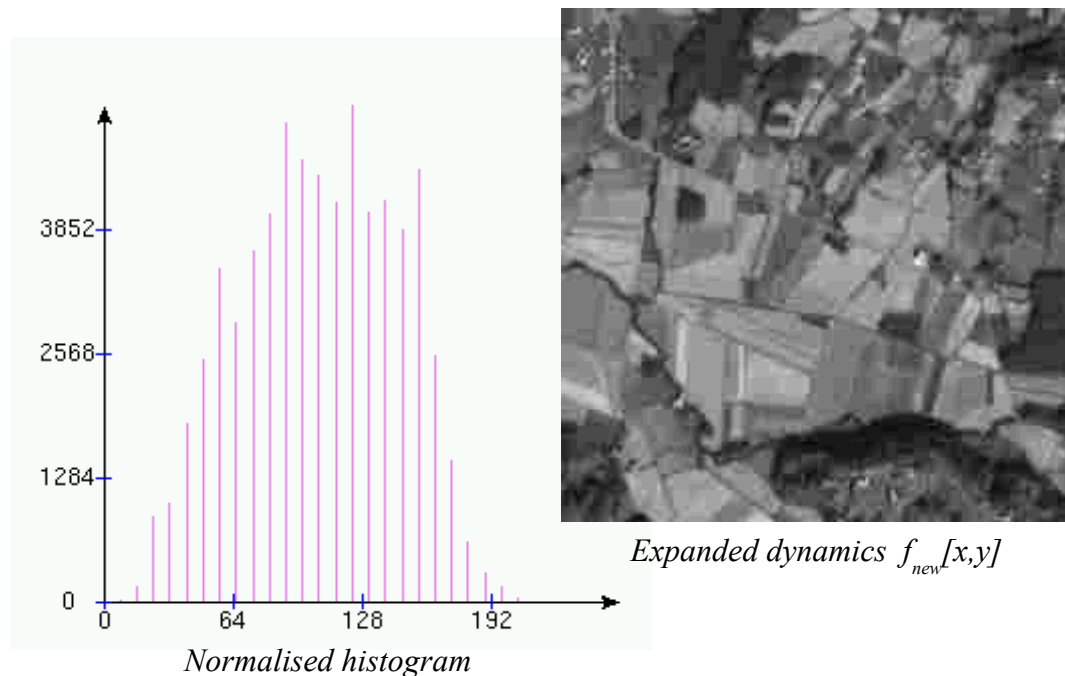 3852
2568
1284
0
0 64 128 192
Normalised histogram
Expanded dynamics f_new[x,y]